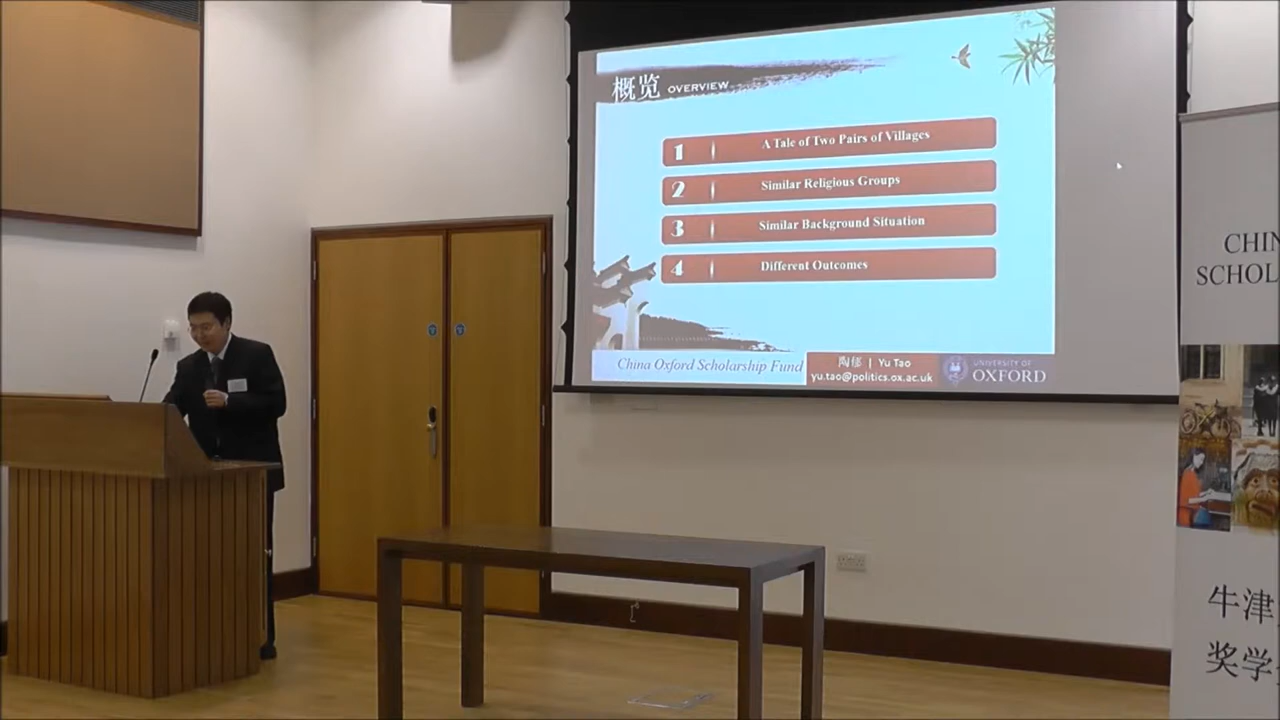 概览 OVERVIEW
1 A Tale of Two Pairs of Villages
2 Similar Religious Groups
3 Similar Background Situation
4 Different Outcomes
China Oxford Scholarship Fund
Yu Tao
yu.tao@politics.ox.ac.uk
UNIVERSITY OF
OXFORD
CHIN
SCHOL
牛津
奖学